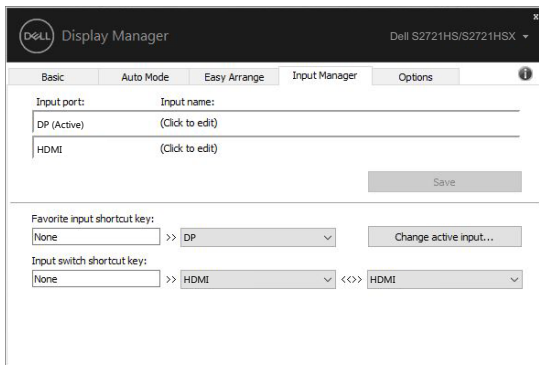 x
DELL Display Manager Dell S2721HS/S2721HSX
Basic Auto Mode Easy Arrange Input Manager Options
Input port: Input name:
DP (Active) (Click to edit)
HDMI (Click to edit)
Save
Favorite input shortcut key:
None >> DP Change active input...
Input switch shortcut key:
None >> HDMI <<>> HDMI